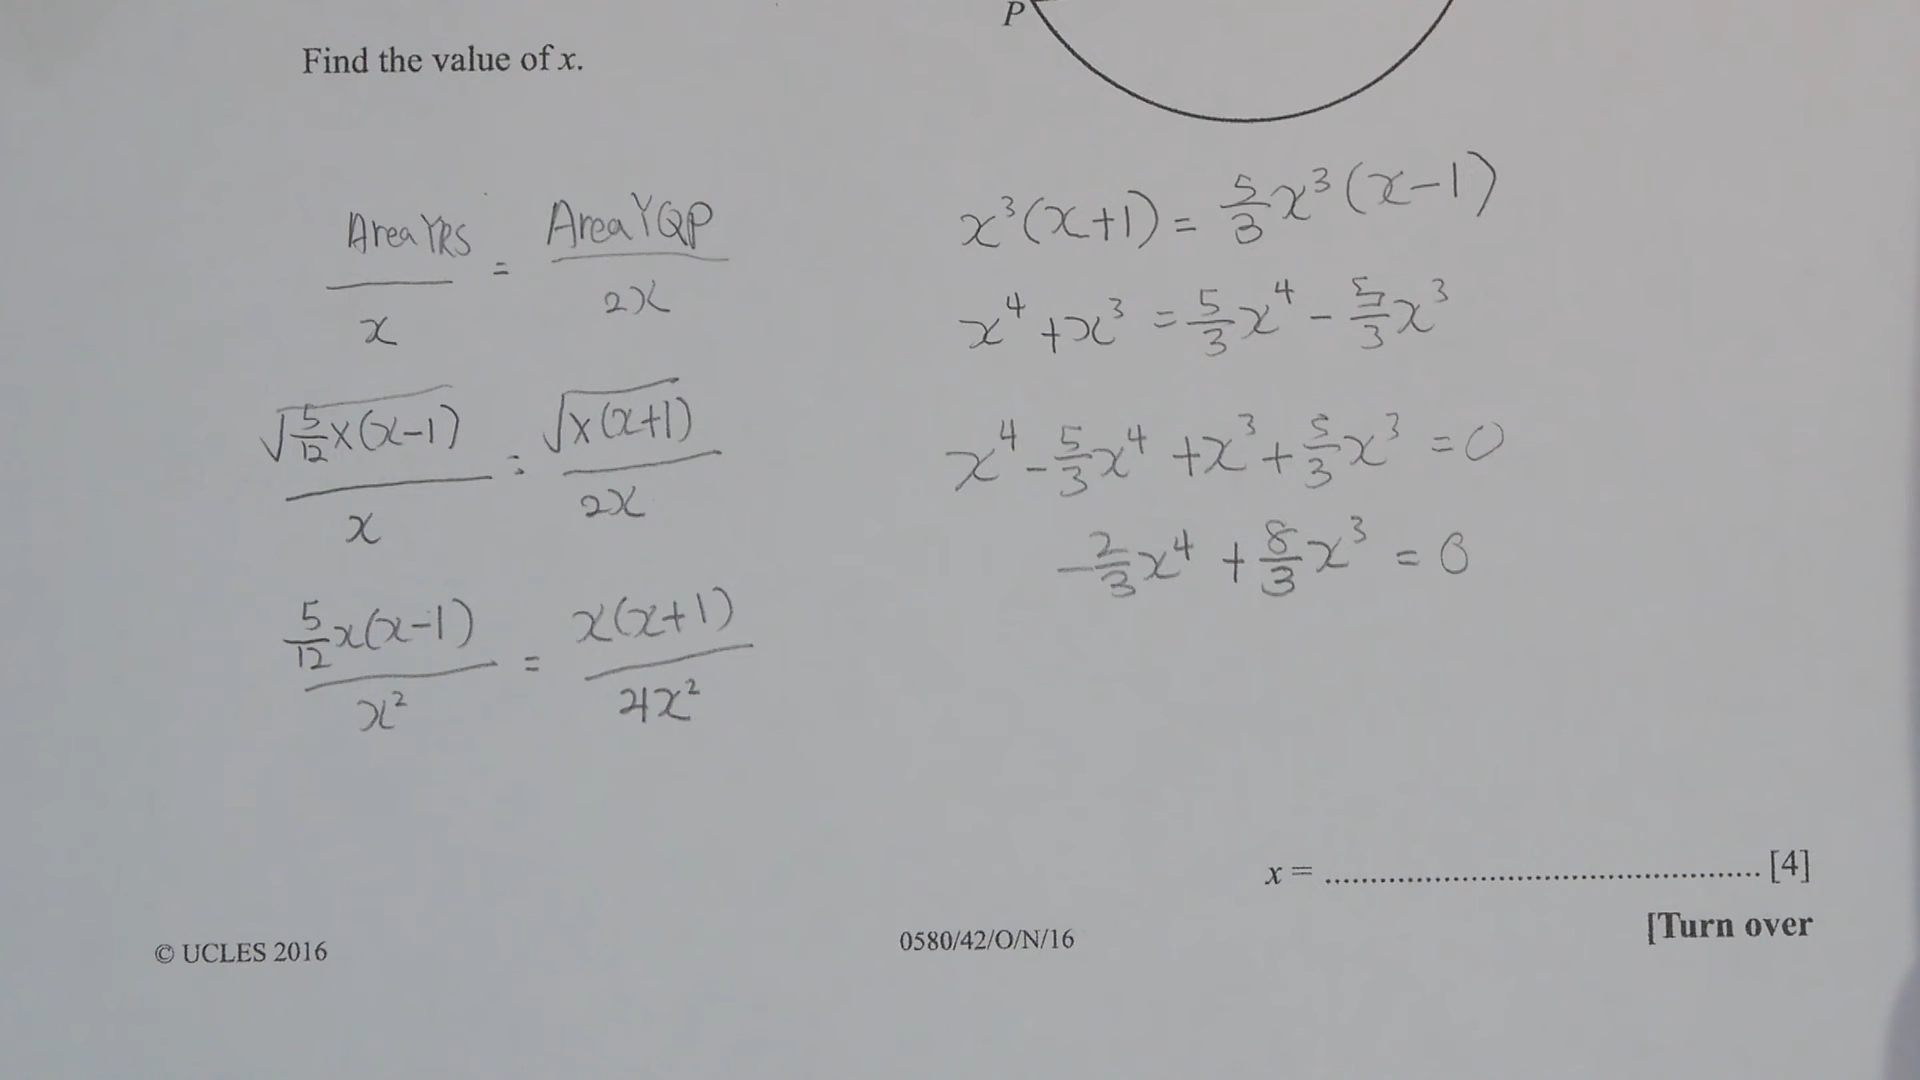 P
Find the value of x.
Area YRS / x = Area YQP / 2x
√(5/12 x(x−1)) / x = √(x(x+1)) / 2x
5/12 x(x−1) / x² = x(x+1) / 4x²
x³(x+1) = 5/3 x³(x−1)
x⁴ + x³ = 5/3 x⁴ − 5/3 x³
x⁴ − 5/3 x⁴ + x³ + 5/3 x³ = 0
−2/3 x⁴ + 8/3 x³ = 0
x = ................................................ [4]
[Turn over
© UCLES 2016
0580/42/O/N/16